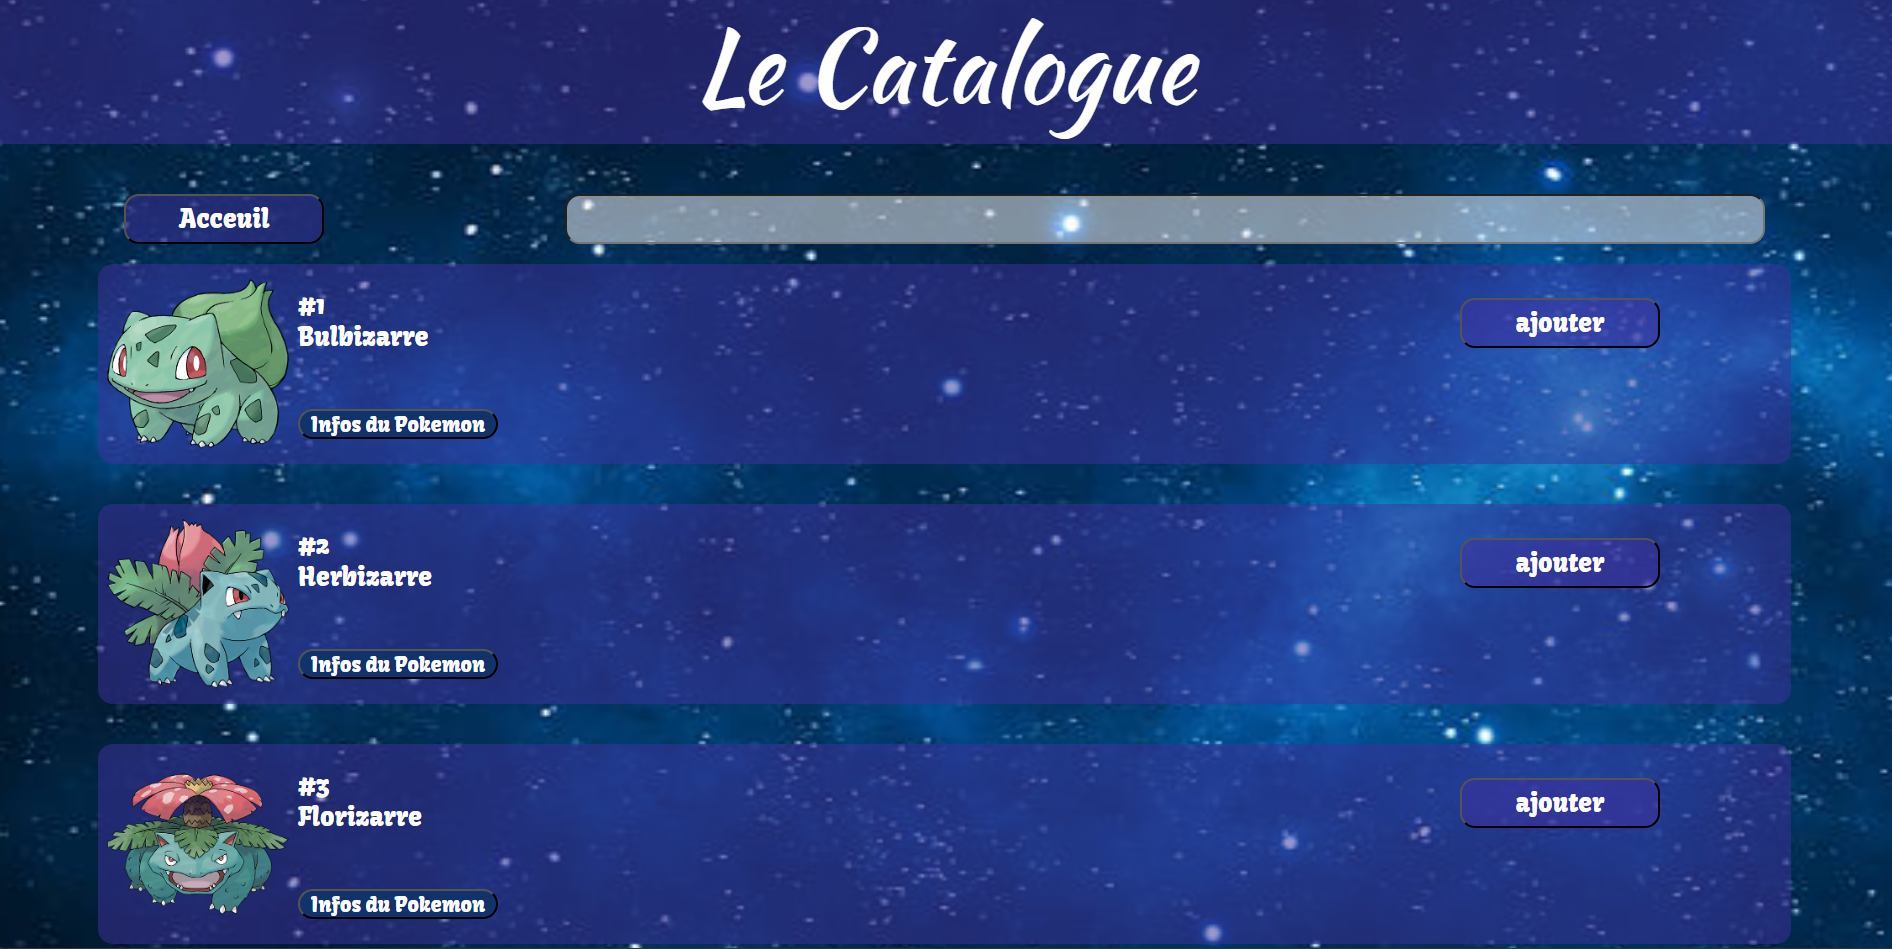 Le Catalogue
Acceuil
#1
Bulbizarre
ajouter
Infos du Pokemon
#2
Herbizarre
ajouter
Infos du Pokemon
#3
Florizarre
ajouter
Infos du Pokemon